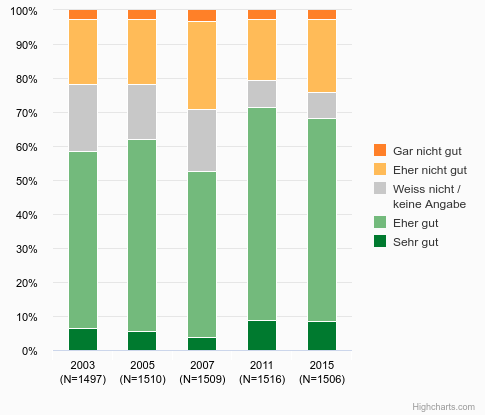 100%
90%
80%
70%
60%
50%
40%
30%
20%
10%
0%
2003
(N=1497)
2005
(N=1510)
2007
(N=1509)
2011
(N=1516)
2015
(N=1506)
Gar nicht gut
Eher nicht gut
Weiss nicht /
keine Angabe
Eher gut
Sehr gut
Highcharts.com